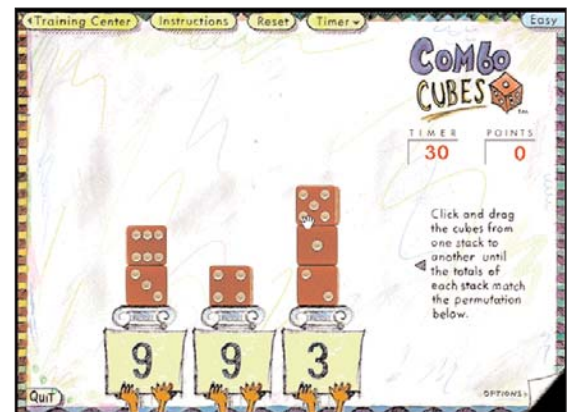 Training Center
Instructions
Reset
Timer
Easy
COMBO
CUBES
TM
TIMER
POINTS
30
0
Click and drag
the cubes from
one stack to
another until
the totals of
each stack match
the permutation
below.
9
9
3
QUIT
OPTIONS